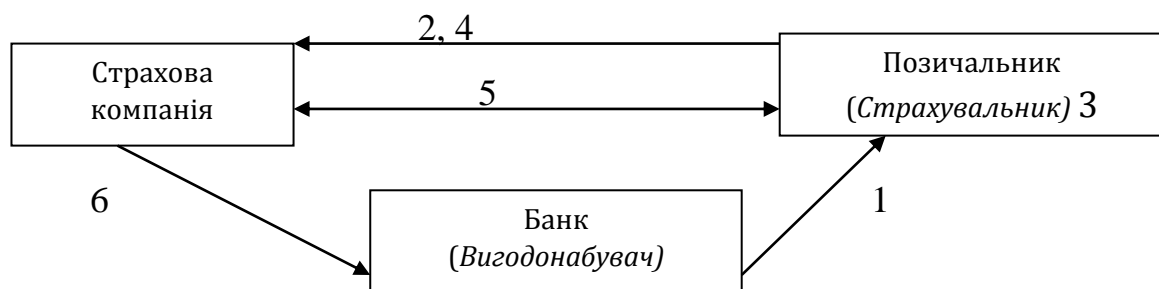 2, 4
Страхова
компанія
5
Позичальник
(Страхувальник) 3
6
Банк
(Вигодонабувач)
1